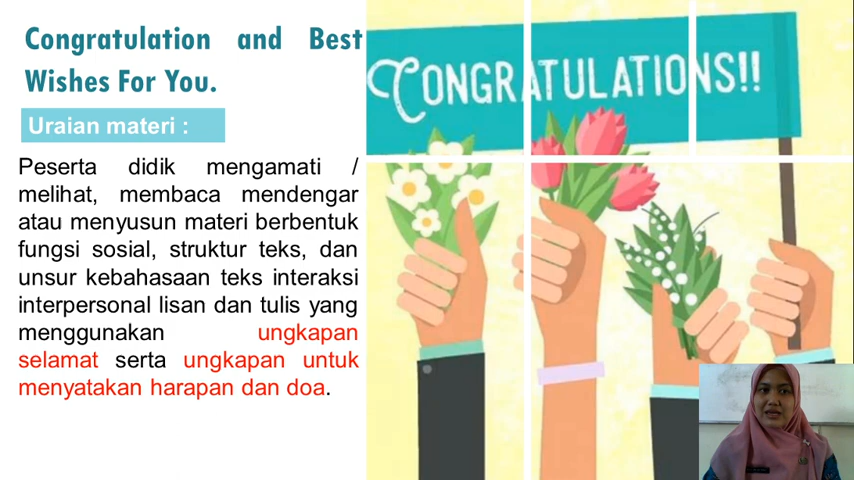 Congratulation and Best
Wishes For You.
Uraian materi :
Peserta didik mengamati /
melihat, membaca mendengar
atau menyusun materi berbentuk
fungsi sosial, struktur teks, dan
unsur kebahasaan teks interaksi
interpersonal lisan dan tulis yang
menggunakan ungkapan
selamat serta ungkapan untuk
menyatakan harapan dan doa.
CONGRATULATIONS!!